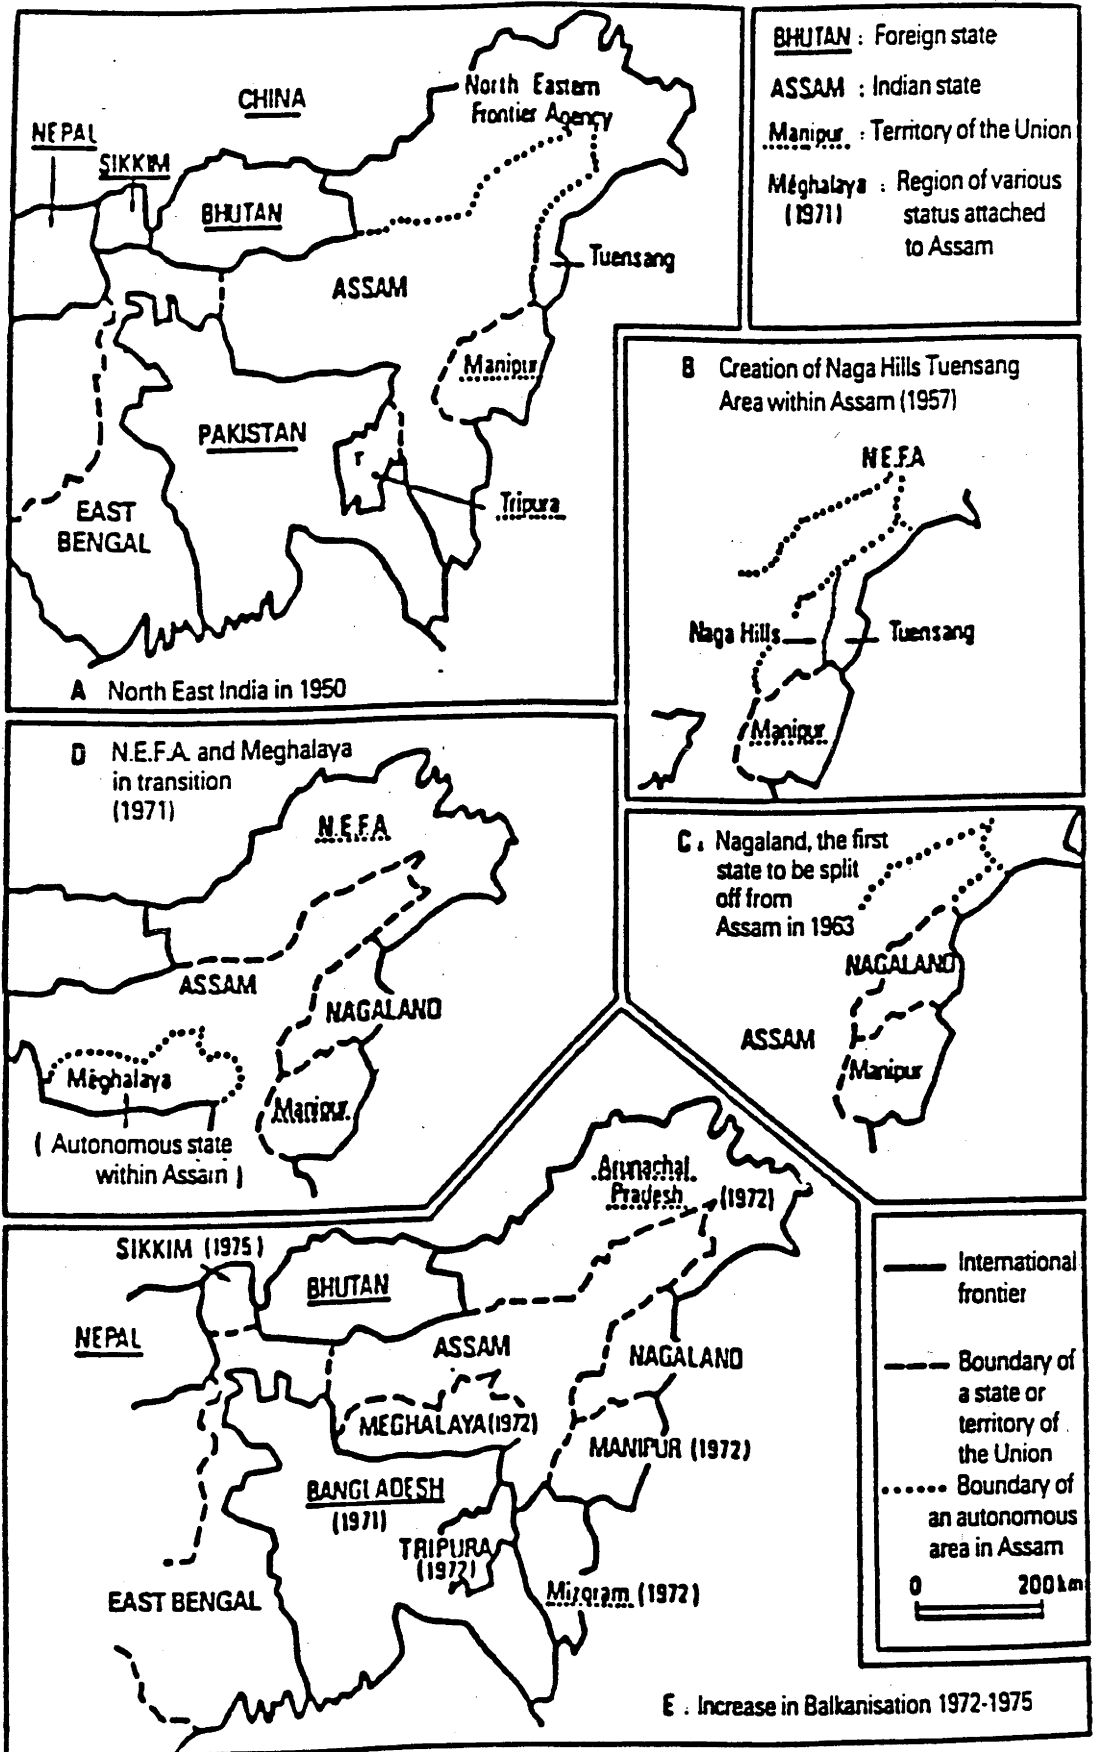 CHINA
NEPAL
SIKKIM
BHUTAN
North Eastern
Frontier Agency
ASSAM
Tuensang
Manipur
PAKISTAN
T
Tripura
EAST
BENGAL
A North East India in 1950
BHUTAN : Foreign state
ASSAM : Indian state
Manipur : Territory of the Union
Méghalaya : Region of various
(1971) status attached
to Assam
B Creation of Naga Hills Tuensang
Area within Assam (1957)
N.E.F.A
Naga Hills
Tuensang
Manipur
C. Nagaland, the first
state to be split
off from
Assam in 1963
NAGALAND
ASSAM
Manipur
D N.E.F.A. and Meghalaya
in transition
(1971)
N.E.F.A
ASSAM
NAGALAND
Méghalaya
Manipur
( Autonomous state
within Assam )
Arunachal
Pradesh (1972)
SIKKIM (1975)
BHUTAN
NEPAL
ASSAM
NAGALAND
MEGHALAYA (1972)
MANIPUR (1972)
BANGLADESH
(1971)
TRIPURA
(1972)
Mizoram (1972)
EAST BENGAL
E . Increase in Balkanisation 1972-1975
International
frontier
Boundary of
a state or
territory of
the Union
Boundary of
an autonomous
area in Assam
0 200 km